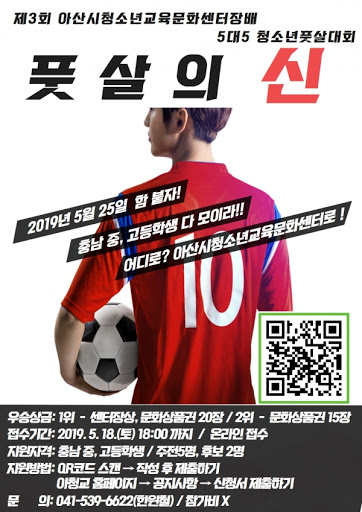 제3회 아산시청소년교육문화센터장배
5대5 청소년풋살대회
풋살의 신
2019년 5월 25일 함 붙자!
충남 중, 고등학생 다 모이라!!
어디로? 아산시청소년교육문화센터로!
10
우승상금: 1위 - 센터장상, 문화상품권 20장 / 2위 - 문화상품권 15장
접수기간: 2019. 5. 18.(토) 18:00 까지 / 온라인 접수
지원자격: 충남 중, 고등학생 / 주전5명, 후보 2명
지원방법: QR코드 스캔 → 작성 후 제출하기
아청교 홈페이지 → 공지사항 → 신청서 제출하기
문 의: 041-539-6622(한원철) / 참가비 X